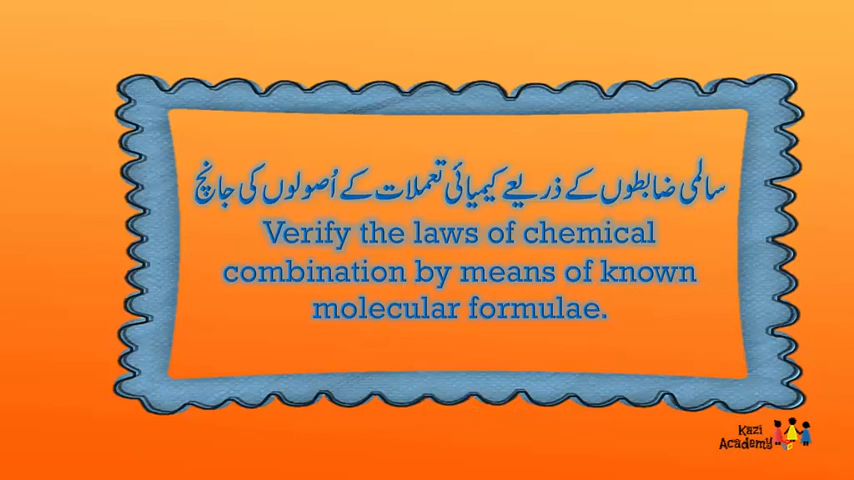 سالمی ضابطوں کے ذریعے کیمیائی تعملات کے اُصولوں کی جانچ
Verify the laws of chemical
combination by means of known
molecular formulae.
Kazi
Academy